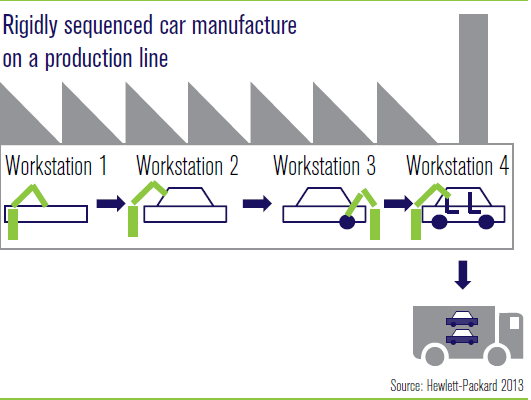 Rigidly sequenced car manufacture
on a production line
Workstation 1
Workstation 2
Workstation 3
Workstation 4
Source: Hewlett-Packard 2013